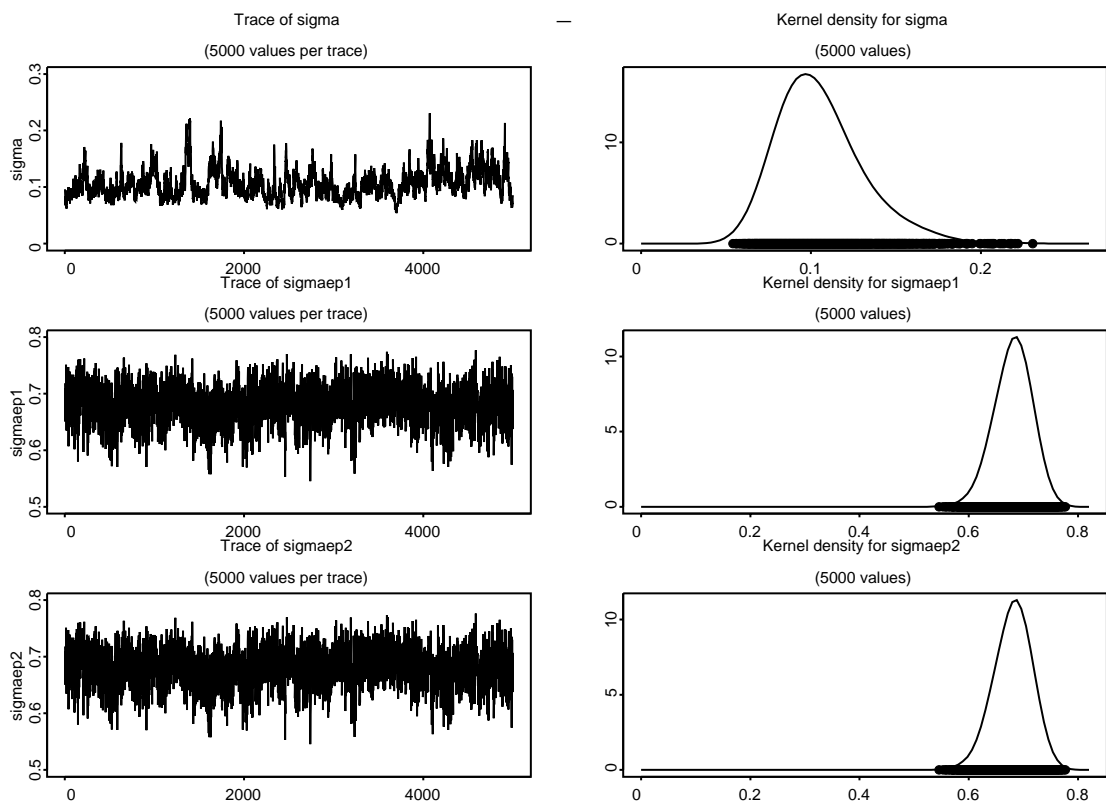 Trace of sigma
(5000 values per trace)
sigma
0 0.1 0.2 0.3
0 2000 4000
—
Kernel density for sigma
(5000 values)
0 10
0 0.1 0.2
Trace of sigmaep1
(5000 values per trace)
sigmaep1
0.5 0.6 0.7 0.8
0 2000 4000
Kernel density for sigmaep1
(5000 values)
0 5 10
0 0.2 0.4 0.6 0.8
Trace of sigmaep2
(5000 values per trace)
sigmaep2
0.5 0.6 0.7 0.8
0 2000 4000
Kernel density for sigmaep2
(5000 values)
0 5 10
0 0.2 0.4 0.6 0.8